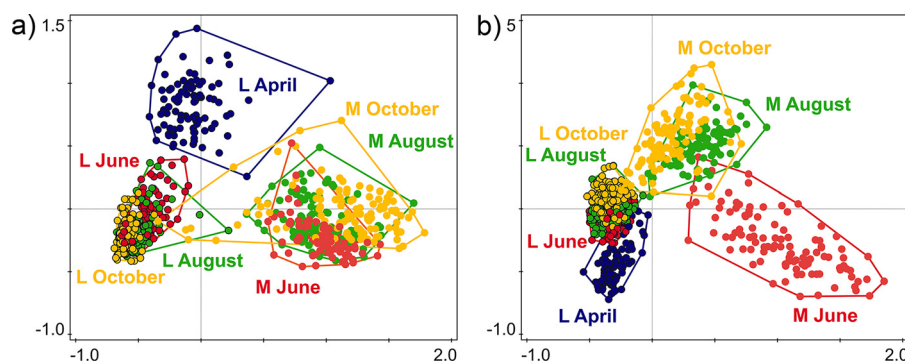 a)
1.5
L April
M October
M August
L June
L October
L August
M June
-1.0
-1.0
2.0
b)
5
M October
M August
L October
L August
L June
L April
M June
-1.0
-1.0
2.0